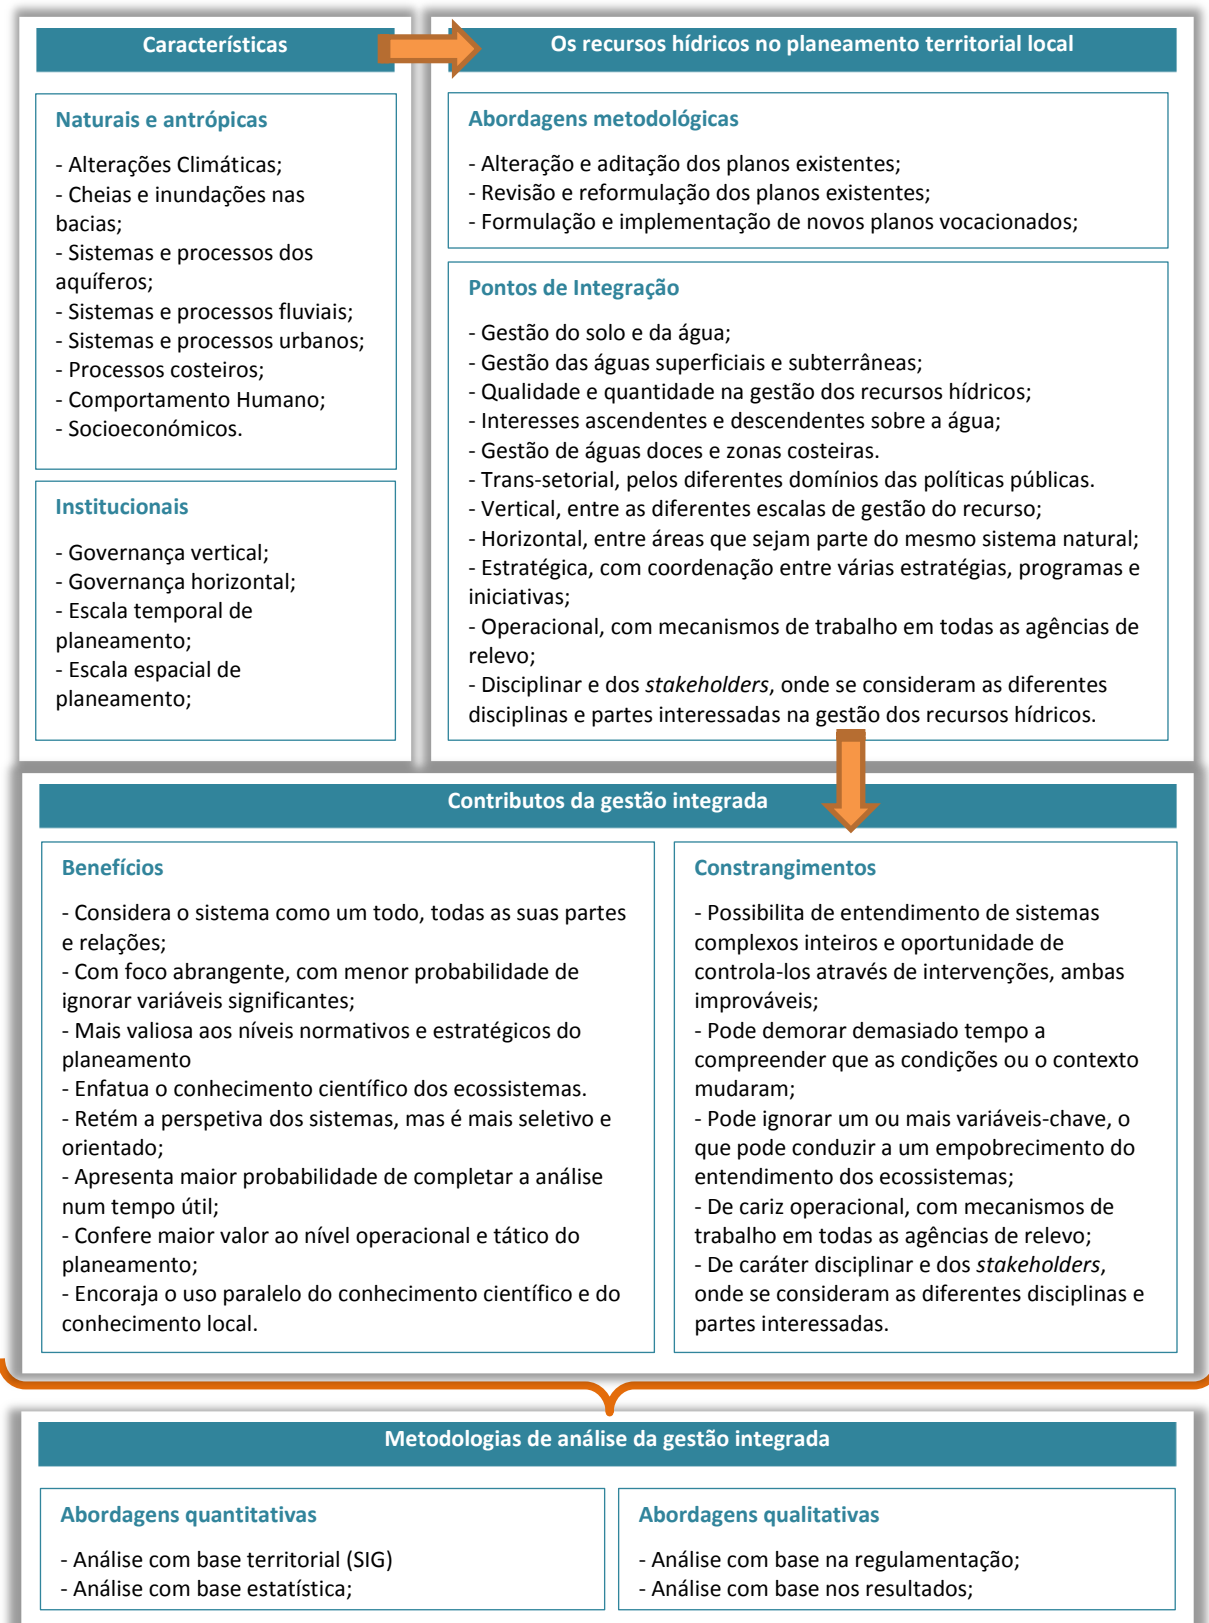 Características
Naturais e antrópicas
- Alterações Climáticas;
- Cheias e inundações nas
bacias;
- Sistemas e processos dos
aquíferos;
- Sistemas e processos fluviais;
- Sistemas e processos urbanos;
- Processos costeiros;
- Comportamento Humano;
- Socioeconómicos.
Institucionais
- Governança vertical;
- Governança horizontal;
- Escala temporal de
planeamento;
- Escala espacial de
planeamento;
Os recursos hídricos no planeamento territorial local
Abordagens metodológicas
- Alteração e aditação dos planos existentes;
- Revisão e reformulação dos planos existentes;
- Formulação e implementação de novos planos vocacionados;
Pontos de Integração
- Gestão do solo e da água;
- Gestão das águas superficiais e subterrâneas;
- Qualidade e quantidade na gestão dos recursos hídricos;
- Interesses ascendentes e descendentes sobre a água;
- Gestão de águas doces e zonas costeiras.
- Trans-setorial, pelos diferentes domínios das políticas públicas.
- Vertical, entre as diferentes escalas de gestão do recurso;
- Horizontal, entre áreas que sejam parte do mesmo sistema natural;
- Estratégica, com coordenação entre várias estratégias, programas e
iniciativas;
- Operacional, com mecanismos de trabalho em todas as agências de
relevo;
- Disciplinar e dos stakeholders, onde se consideram as diferentes
disciplinas e partes interessadas na gestão dos recursos hídricos.
Contributos da gestão integrada
Benefícios
- Considera o sistema como um todo, todas as suas partes
e relações;
- Com foco abrangente, com menor probabilidade de
ignorar variáveis significantes;
- Mais valiosa aos níveis normativos e estratégicos do
planeamento
- Enfatua o conhecimento científico dos ecossistemas.
- Retém a perspetiva dos sistemas, mas é mais seletivo e
orientado;
- Apresenta maior probabilidade de completar a análise
num tempo útil;
- Confere maior valor ao nível operacional e tático do
planeamento;
- Encoraja o uso paralelo do conhecimento científico e do
conhecimento local.
Constrangimentos
- Possibilita de entendimento de sistemas
complexos inteiros e oportunidade de
controla-los através de intervenções, ambas
improváveis;
- Pode demorar demasiado tempo a
compreender que as condições ou o contexto
mudaram;
- Pode ignorar um ou mais variáveis-chave, o
que pode conduzir a um empobrecimento do
entendimento dos ecossistemas;
- De cariz operacional, com mecanismos de
trabalho em todas as agências de relevo;
- De caráter disciplinar e dos stakeholders,
onde se consideram as diferentes disciplinas e
partes interessadas.
Metodologias de análise da gestão integrada
Abordagens quantitativas
- Análise com base territorial (SIG)
- Análise com base estatística;
Abordagens qualitativas
- Análise com base na regulamentação;
- Análise com base nos resultados;